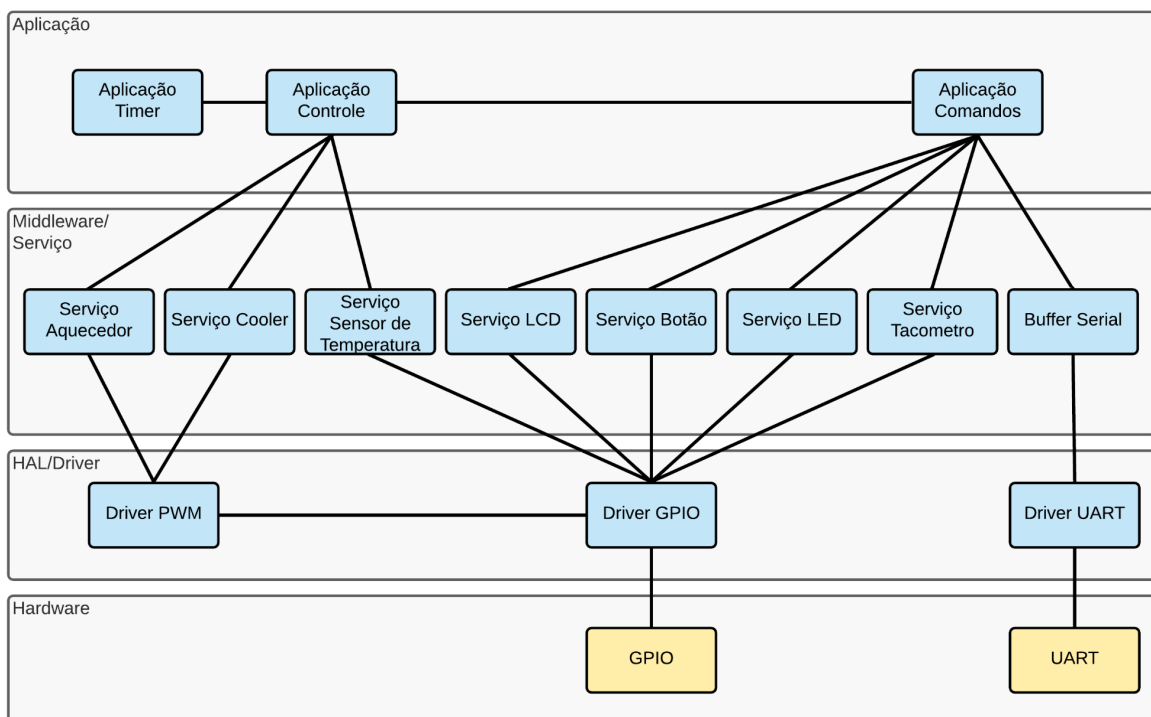 Aplicação
Aplicação
Timer
Aplicação
Controle
Aplicação
Comandos
Middleware/
Serviço
Serviço
Aquecedor
Serviço Cooler
Serviço
Sensor de
Temperatura
Serviço LCD
Serviço Botão
Serviço LED
Serviço
Tacometro
Buffer Serial
HAL/Driver
Driver PWM
Driver GPIO
Driver UART
Hardware
GPIO
UART